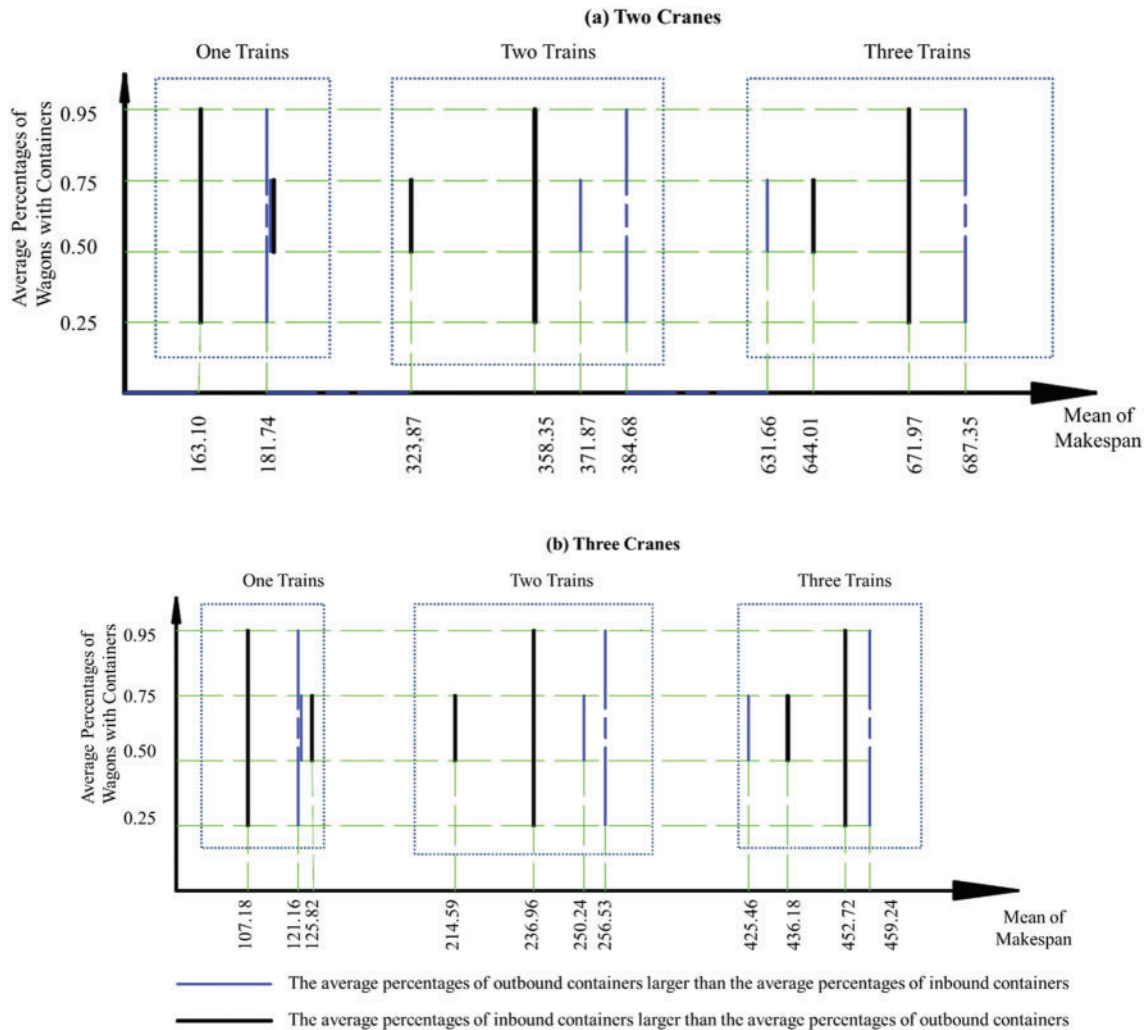 (a) Two Cranes
One Trains
Two Trains
Three Trains
Average Percentages of
Wagons with Containers
0.95
0.75
0.50
0.25
163.10
181.74
323,87
358.35
371.87
384.68
631.66
644.01
671.97
687.35
Mean of
Makespan
(b) Three Cranes
One Trains
Two Trains
Three Trains
Average Percentages of
Wagons with Containers
0.95
0.75
0.50
0.25
107.18
121.16
125.82
214.59
236.96
250.24
256.53
425.46
436.18
452.72
459.24
Mean of
Makespan
The average percentages of outbound containers larger than the average percentages of inbound containers
The average percentages of inbound containers larger than the average percentages of outbound containers